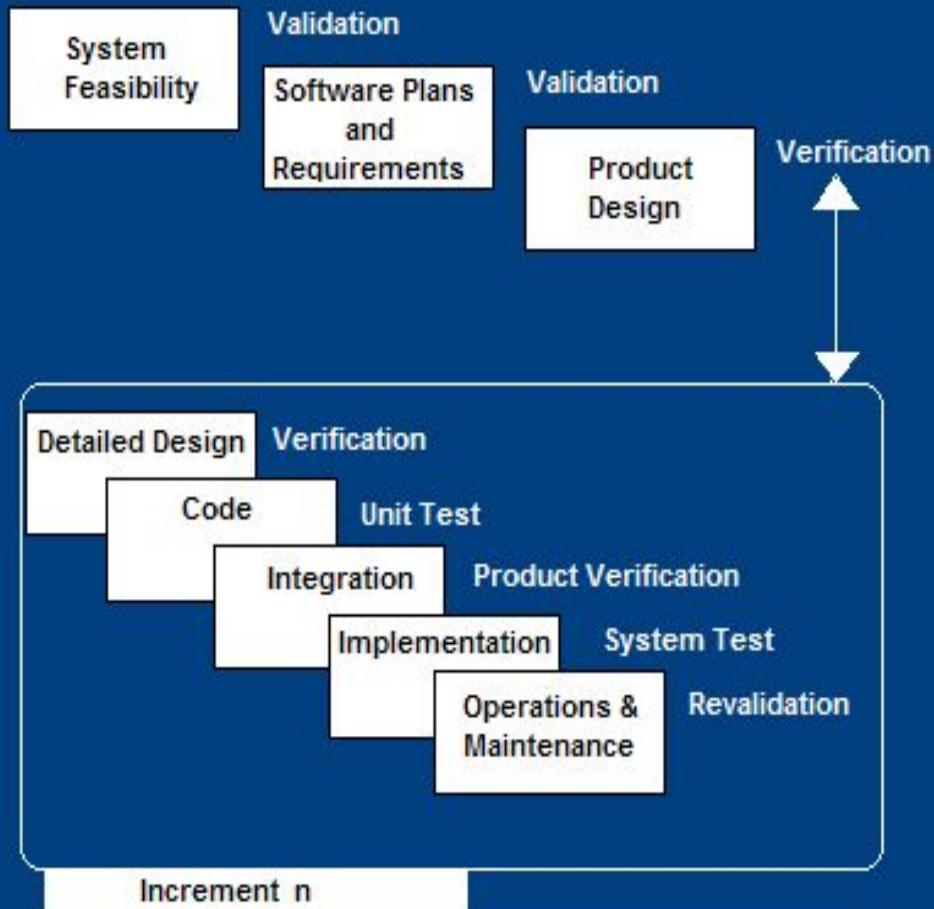 System
Feasibility
Validation
Software Plans
and
Requirements
Validation
Product
Design
Verification
Detailed Design
Verification
Code
Unit Test
Integration
Product Verification
Implementation
System Test
Operations &
Maintenance
Revalidation
Increment n